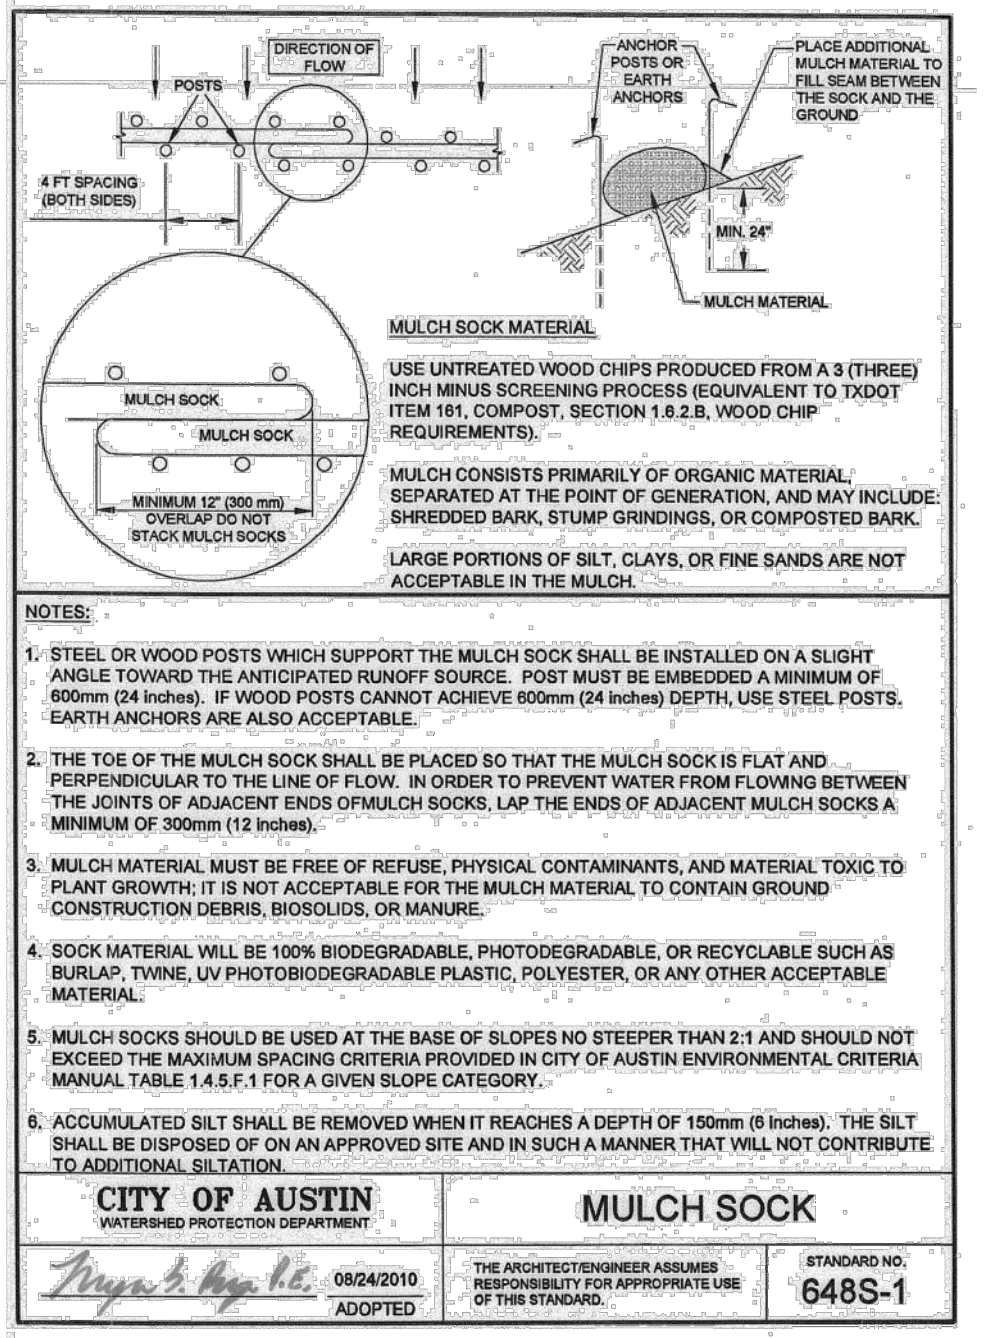 DIRECTION OF
FLOW
POSTS
4 FT SPACING
(BOTH SIDES)
ANCHOR
POSTS OR
EARTH
ANCHORS
PLACE ADDITIONAL
MULCH MATERIAL TO
FILL SEAM BETWEEN
THE SOCK AND THE
GROUND
MIN. 24"
MULCH MATERIAL
MULCH SOCK
MULCH SOCK
MINIMUM 12" (300 mm)
OVERLAP DO NOT
STACK MULCH SOCKS
MULCH SOCK MATERIAL
USE UNTREATED WOOD CHIPS PRODUCED FROM A 3 (THREE)
INCH MINUS SCREENING PROCESS (EQUIVALENT TO TXDOT
ITEM 161, COMPOST, SECTION 1.6.2.B, WOOD CHIP
REQUIREMENTS).
MULCH CONSISTS PRIMARILY OF ORGANIC MATERIAL,
SEPARATED AT THE POINT OF GENERATION, AND MAY INCLUDE:
SHREDDED BARK, STUMP GRINDINGS, OR COMPOSTED BARK.
LARGE PORTIONS OF SILT, CLAYS, OR FINE SANDS ARE NOT
ACCEPTABLE IN THE MULCH.
NOTES:
1. STEEL OR WOOD POSTS WHICH SUPPORT THE MULCH SOCK SHALL BE INSTALLED ON A SLIGHT
ANGLE TOWARD THE ANTICIPATED RUNOFF SOURCE. POST MUST BE EMBEDDED A MINIMUM OF
600mm (24 inches). IF WOOD POSTS CANNOT ACHIEVE 600mm (24 inches) DEPTH, USE STEEL POSTS.
EARTH ANCHORS ARE ALSO ACCEPTABLE.
2. THE TOE OF THE MULCH SOCK SHALL BE PLACED SO THAT THE MULCH SOCK IS FLAT AND
PERPENDICULAR TO THE LINE OF FLOW. IN ORDER TO PREVENT WATER FROM FLOWING BETWEEN
THE JOINTS OF ADJACENT ENDS OFMULCH SOCKS, LAP THE ENDS OF ADJACENT MULCH SOCKS A
MINIMUM OF 300mm (12 inches).
3. MULCH MATERIAL MUST BE FREE OF REFUSE, PHYSICAL CONTAMINANTS, AND MATERIAL TOXIC TO
PLANT GROWTH; IT IS NOT ACCEPTABLE FOR THE MULCH MATERIAL TO CONTAIN GROUND
CONSTRUCTION DEBRIS, BIOSOLIDS, OR MANURE.
4. SOCK MATERIAL WILL BE 100% BIODEGRADABLE, PHOTODEGRADABLE, OR RECYCLABLE SUCH AS
BURLAP, TWINE, UV PHOTOBIODEGRADABLE PLASTIC, POLYESTER, OR ANY OTHER ACCEPTABLE
MATERIAL.
5. MULCH SOCKS SHOULD BE USED AT THE BASE OF SLOPES NO STEEPER THAN 2:1 AND SHOULD NOT
EXCEED THE MAXIMUM SPACING CRITERIA PROVIDED IN CITY OF AUSTIN ENVIRONMENTAL CRITERIA
MANUAL TABLE 1.4.5.F.1 FOR A GIVEN SLOPE CATEGORY.
6. ACCUMULATED SILT SHALL BE REMOVED WHEN IT REACHES A DEPTH OF 150mm (6 inches). THE SILT
SHALL BE DISPOSED OF ON AN APPROVED SITE AND IN SUCH A MANNER THAT WILL NOT CONTRIBUTE
TO ADDITIONAL SILTATION.
CITY OF AUSTIN
WATERSHED PROTECTION DEPARTMENT
MULCH SOCK
P.E.
08/24/2010
ADOPTED
THE ARCHITECT/ENGINEER ASSUMES
RESPONSIBILITY FOR APPROPRIATE USE
OF THIS STANDARD.
STANDARD NO.
648S-1